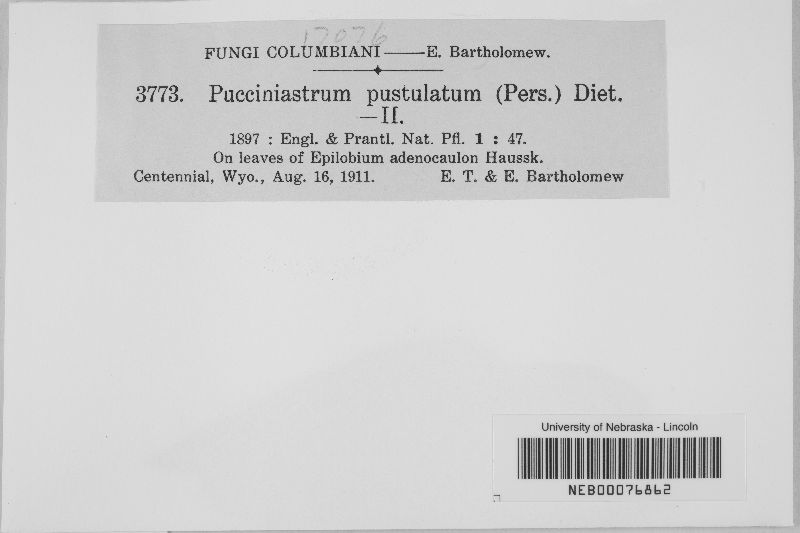 17076
FUNGI COLUMBIANI——E. Bartholomew.
3773. Pucciniastrum pustulatum (Pers.) Diet.
—II.
1897 : Engl. & Prantl. Nat. Pfl. 1 : 47.
On leaves of Epilobium adenocaulon Haussk.
Centennial, Wyo., Aug. 16, 1911. E. T. & E. Bartholomew
University of Nebraska - Lincoln
NEB00076862